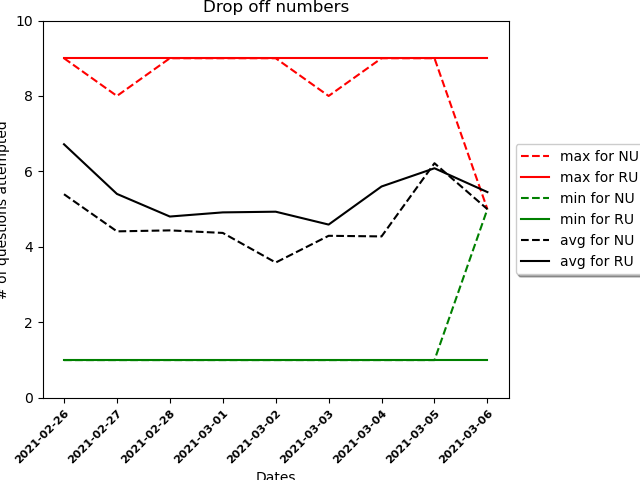 Drop off numbers
# of questions attempted
10
8
6
4
2
0
2021-02-26
2021-02-27
2021-02-28
2021-03-01
2021-03-02
2021-03-03
2021-03-04
2021-03-05
2021-03-06
Dates
max for NU
max for RU
min for NU
min for RU
avg for NU
avg for RU